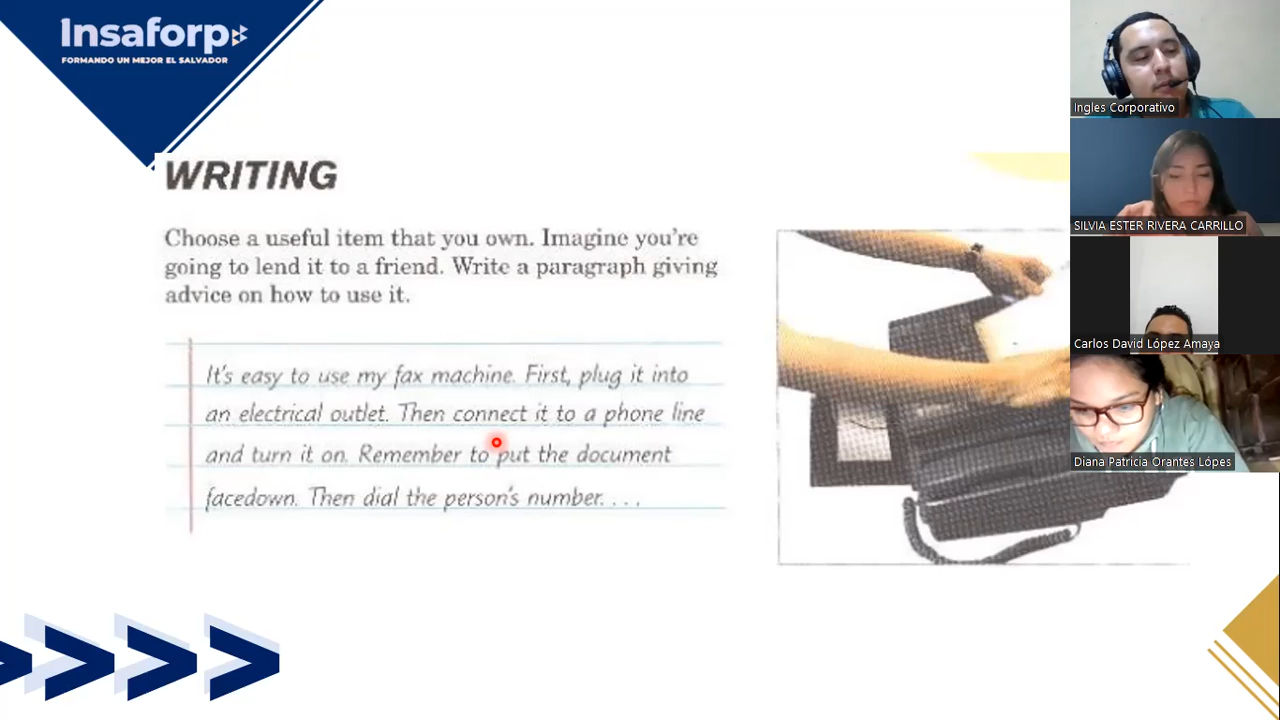 Insaforp
FORMANDO UN MEJOR EL SALVADOR
WRITING
Choose a useful item that you own. Imagine you're
going to lend it to a friend. Write a paragraph giving
advice on how to use it.
It's easy to use my fax machine. First, plug it into
an electrical outlet. Then connect it to a phone line
and turn it on. Remember to put the document
facedown. Then dial the person's number. . . .
Ingles Corporativo
SILVIA ESTER RIVERA CARRILLO
Carlos David López Amaya
Diana Patricia Orantes Lópes